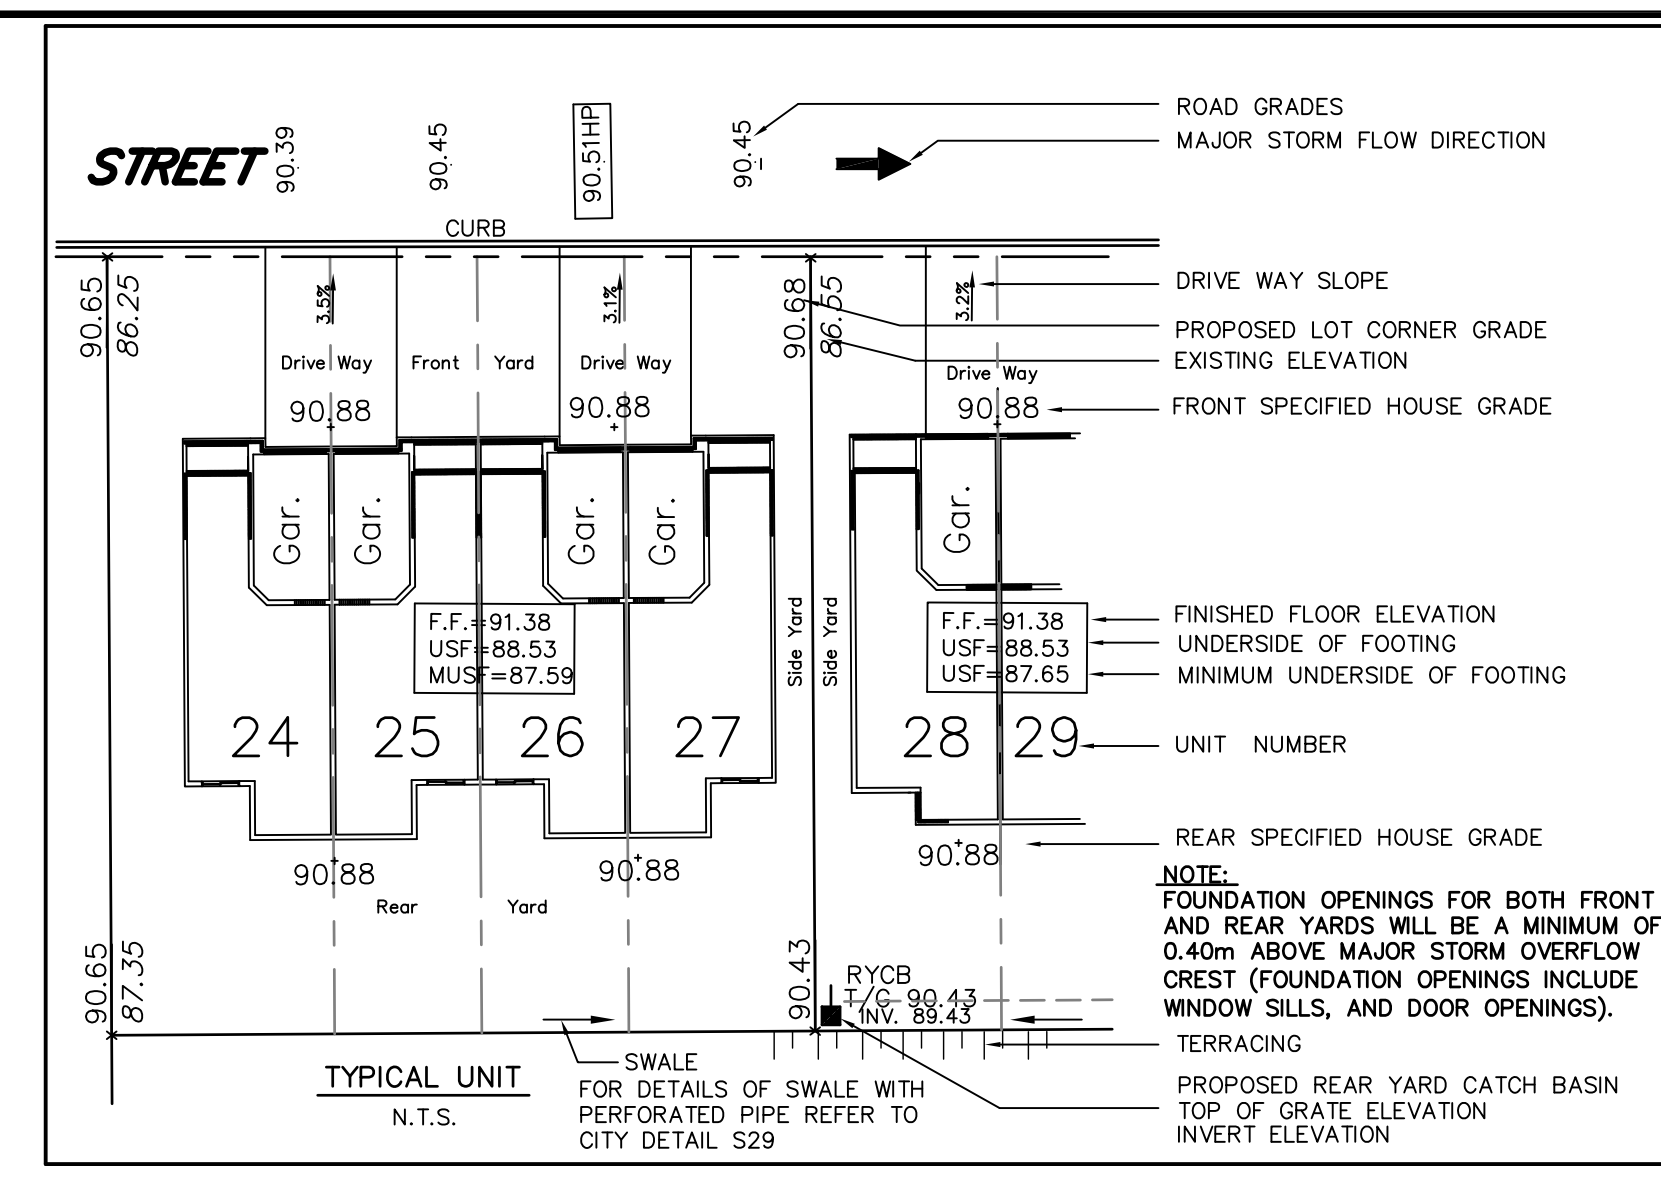 ROAD GRADES
MAJOR STORM FLOW DIRECTION
STREET
90.39
90.45
90.51HP
90.45
CURB
90.65
86.25
3.5%
3.1%
90.68
86.55
3.2%
DRIVE WAY SLOPE
PROPOSED LOT CORNER GRADE
EXISTING ELEVATION
Drive Way
Front Yard
Drive Way
Drive Way
90.88
90.88
90.88
FRONT SPECIFIED HOUSE GRADE
Gar.
Gar.
Gar.
Gar.
Gar.
F.F.=91.38
USF=88.53
MUSF=87.59
Side Yard
Side Yard
F.F.=91.38
USF=88.53
USF=87.65
FINISHED FLOOR ELEVATION
UNDERSIDE OF FOOTING
MINIMUM UNDERSIDE OF FOOTING
24
25
26
27
28
29
UNIT NUMBER
90.88
90.88
90.88
REAR SPECIFIED HOUSE GRADE
Rear Yard
NOTE:
FOUNDATION OPENINGS FOR BOTH FRONT
AND REAR YARDS WILL BE A MINIMUM OF
0.40m ABOVE MAJOR STORM OVERFLOW
CREST (FOUNDATION OPENINGS INCLUDE
WINDOW SILLS, AND DOOR OPENINGS).
90.65
87.35
90.43
RYCB
T/G 90.43
INV. 89.43
TERRACING
SWALE
FOR DETAILS OF SWALE WITH
PERFORATED PIPE REFER TO
CITY DETAIL S29
TYPICAL UNIT
N.T.S.
PROPOSED REAR YARD CATCH BASIN
TOP OF GRATE ELEVATION
INVERT ELEVATION